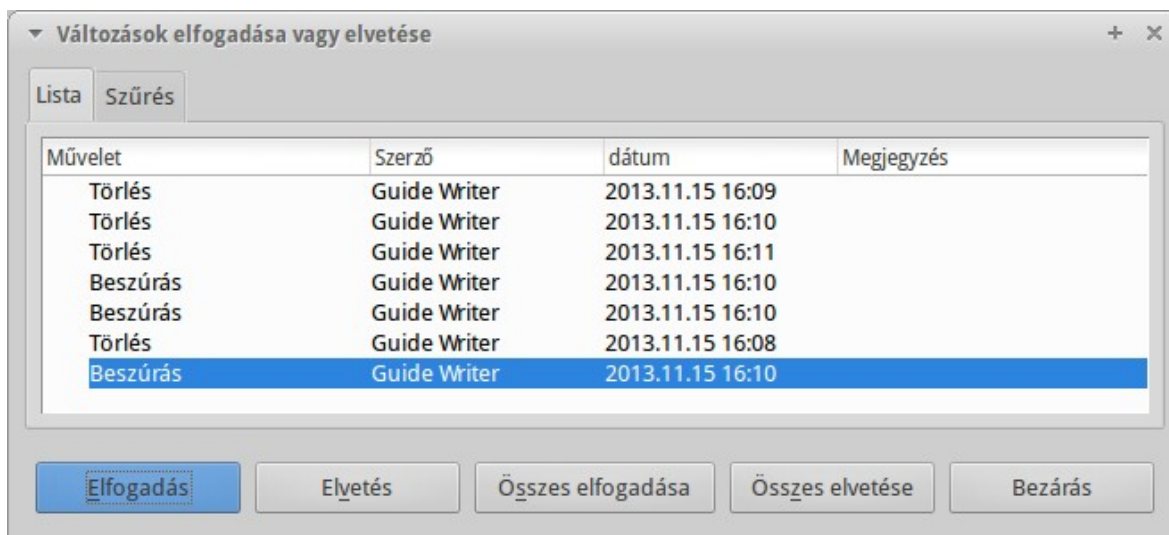 Változások elfogadása vagy elvetése
Lista Szűrés
Művelet Szerző dátum Megjegyzés
Törlés Guide Writer 2013.11.15 16:09
Törlés Guide Writer 2013.11.15 16:10
Törlés Guide Writer 2013.11.15 16:11
Beszúrás Guide Writer 2013.11.15 16:10
Beszúrás Guide Writer 2013.11.15 16:10
Törlés Guide Writer 2013.11.15 16:08
Beszúrás Guide Writer 2013.11.15 16:10
Elfogadás Elvetés Összes elfogadása Összes elvetése Bezárás